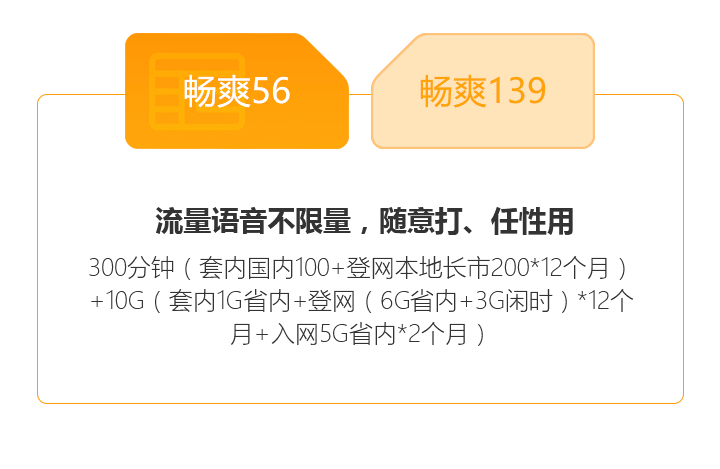 畅爽56
畅爽139
流量语音不限量，随意打、任性用
300分钟（套内国内100+登网本地长市200*12个月）
+10G（套内1G省内+登网（6G省内+3G闲时）*12个
月+入网5G省内*2个月）